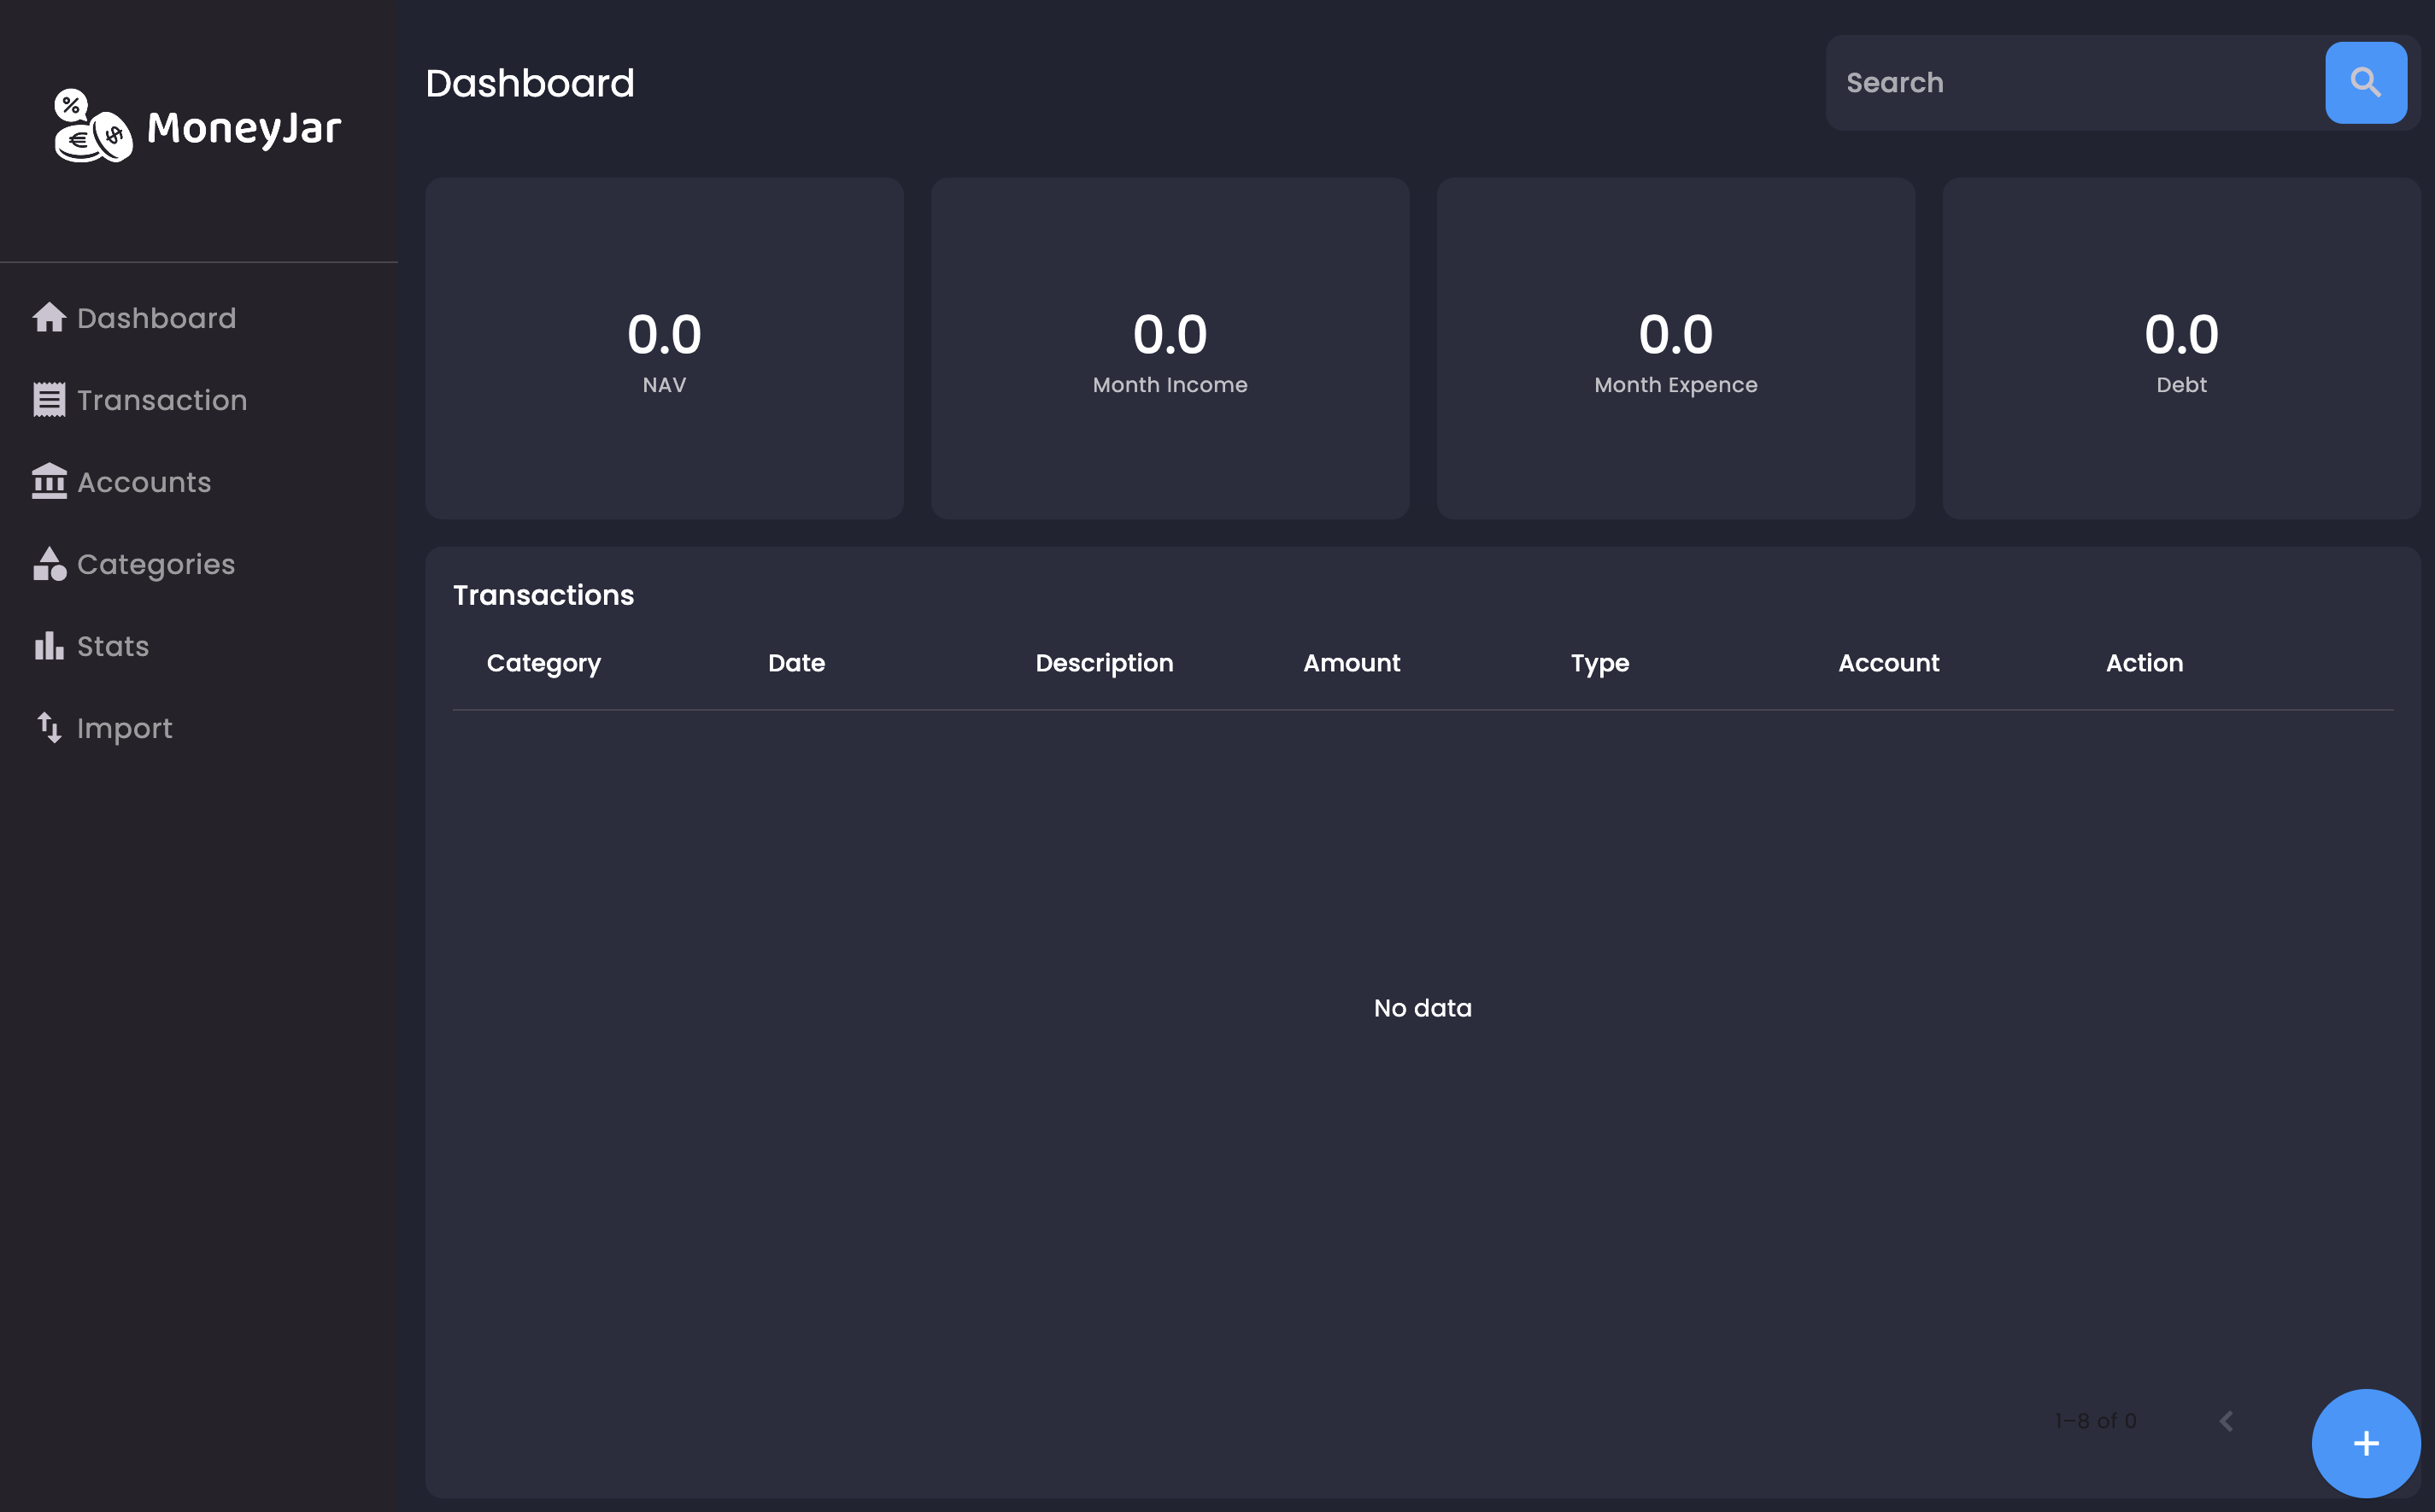 MoneyJar
Dashboard
Transaction
Accounts
Categories
Stats
Import
Dashboard
Search
0.0
NAV
0.0
Month Income
0.0
Month Expence
0.0
Debt
Transactions
Category Date Description Amount Type Account Action
No data
1–8 of 0